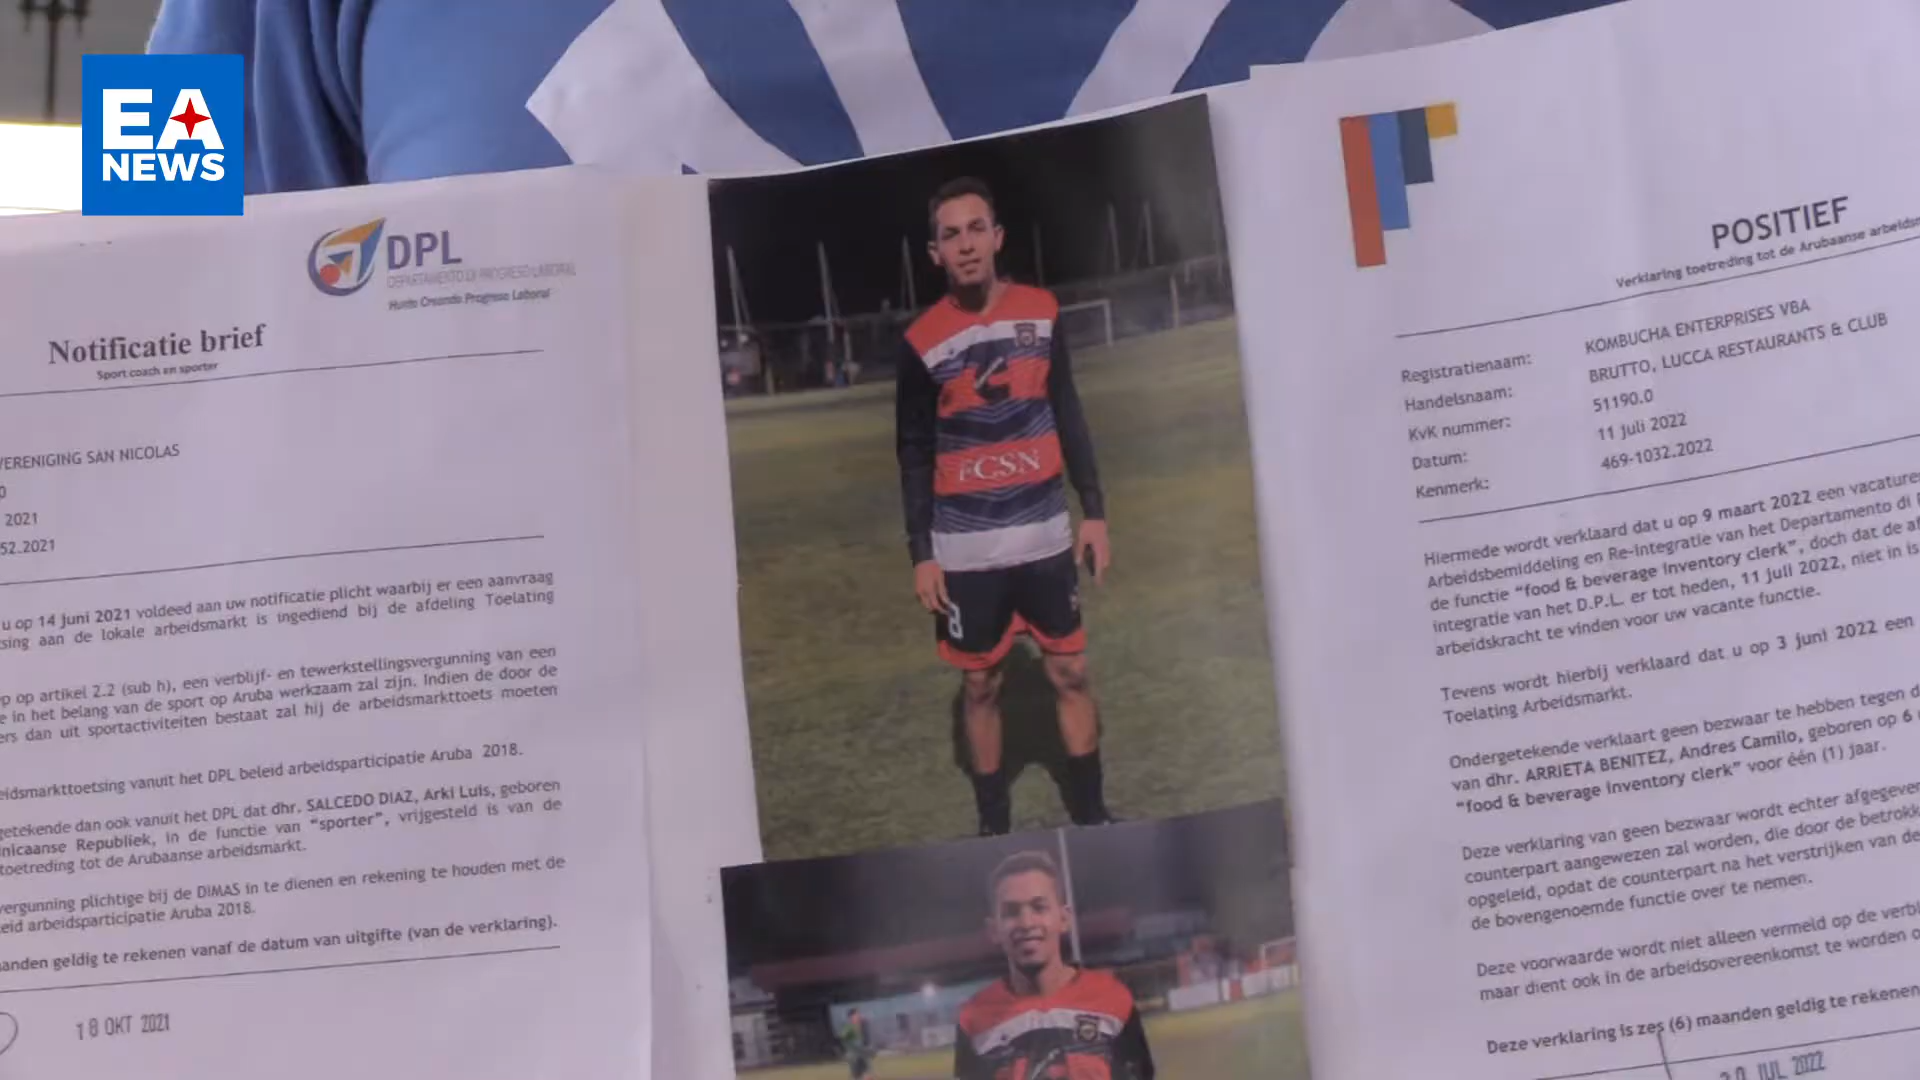 EA
NEWS
DPL
DEPARTAMENTO DI PROGRESO LABORAL
Hunto Creando Progreso Laboral
Notificatie brief
Sport coach en sporter
VERENIGING SAN NICOLAS
0
2021
52.2021
u op 14 juni 2021 voldeed aan uw notificatie plicht waarbij er een aanvraag
sing aan de lokale arbeidsmarkt is ingediend bij de afdeling Toelating
p op artikel 2.2 (sub h), een verblijf- en tewerkstellingsvergunning van een
e in het belang van de sport op Aruba werkzaam zal zijn. Indien de door de
ers dan uit sportactiviteiten bestaat zal hij de arbeidsmarkttoets moeten
eidsmarkttoetsing vanuit het DPL beleid arbeidsparticipatie Aruba 2018.
getekende dan ook vanuit het DPL dat dhr. SALCEDO DIAZ, Arki Luis, geboren
nicaanse Republiek, in de functie van "sporter", vrijgesteld is van de
toetreding tot de Arubaanse arbeidsmarkt.
vergunning plichtige bij de DIMAS in te dienen en rekening te houden met de
eid arbeidsparticipatie Aruba 2018.
aanden geldig te rekenen vanaf de datum van uitgifte (van de verklaring).
18 OKT 2021
FCSN
8
POSITIEF
Verklaring toetreding tot de Arubaanse arbeidsm
Registratienaam: KOMBUCHA ENTERPRISES VBA
Handelsnaam: BRUTTO, LUCCA RESTAURANTS & CLUB
KvK nummer: 51190.0
Datum: 11 juli 2022
Kenmerk: 469-1032.2022
Hiermede wordt verklaard dat u op 9 maart 2022 een vacature
Arbeidsbemiddeling en Re-integratie van het Departamento di P
de functie "food & beverage inventory clerk", doch dat de af
integratie van het D.P.L. er tot heden, 11 juli 2022, niet in is
arbeidskracht te vinden voor uw vacante functie.
Tevens wordt hierbij verklaard dat u op 3 juni 2022 een
Toelating Arbeidsmarkt.
Ondergetekende verklaart geen bezwaar te hebben tegen d
van dhr. ARRIETA BENITEZ, Andres Camilo, geboren op 6
"food & beverage inventory clerk" voor één (1) jaar.
Deze verklaring van geen bezwaar wordt echter afgegeven
counterpart aangewezen zal worden, die door de betrokk
opgeleid, opdat de counterpart na het verstrijken van de
de bovengenoemde functie over te nemen.
Deze voorwaarde wordt niet alleen vermeld op de verbl
maar dient ook in de arbeidsovereenkomst te worden o
Deze verklaring is zes (6) maanden geldig te rekenen
20 JUL 2022